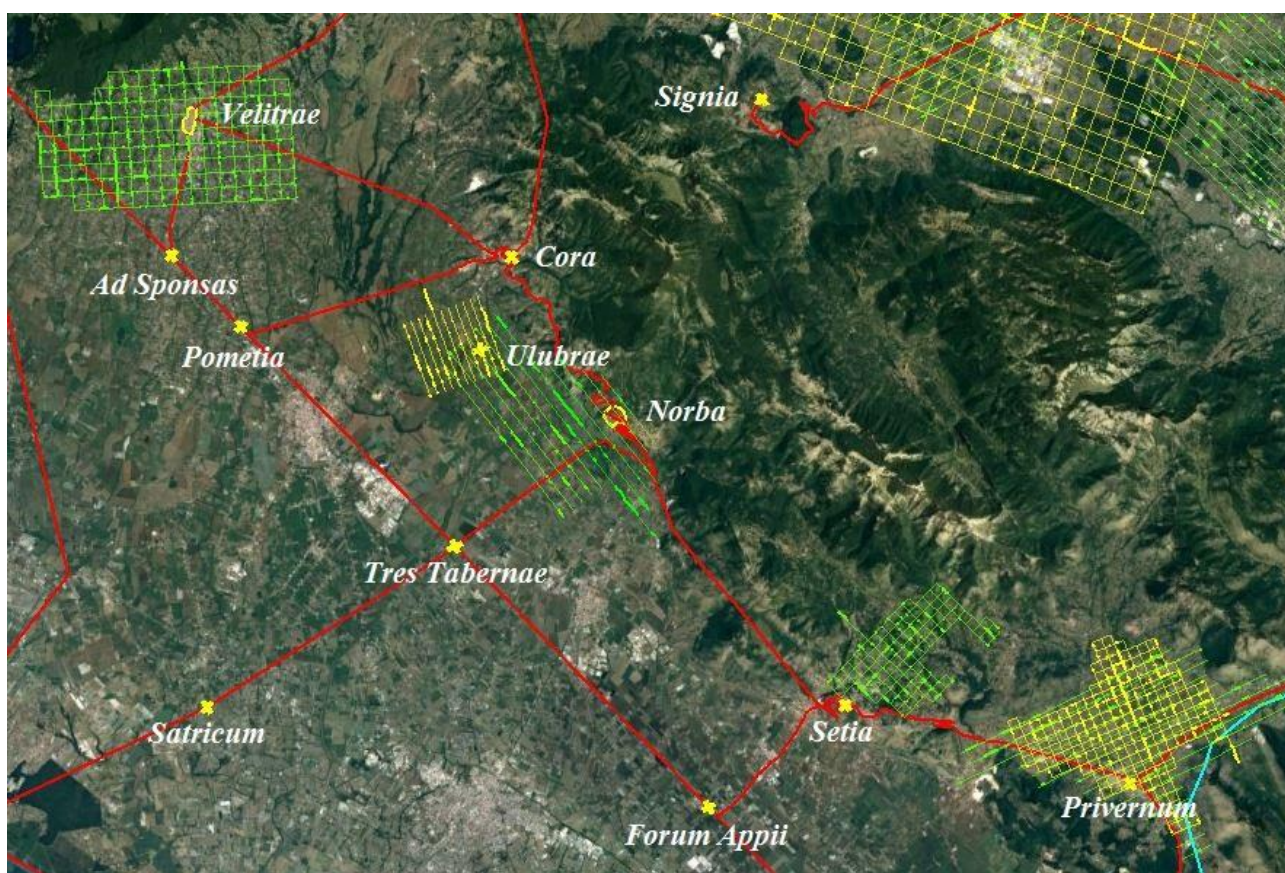 Signia
Velitrae
Cora
Ad Sponsas
Pometia
Ulubrae
Norba
Tres Tabernae
Satricum
Setia
Privernum
Forum Appii